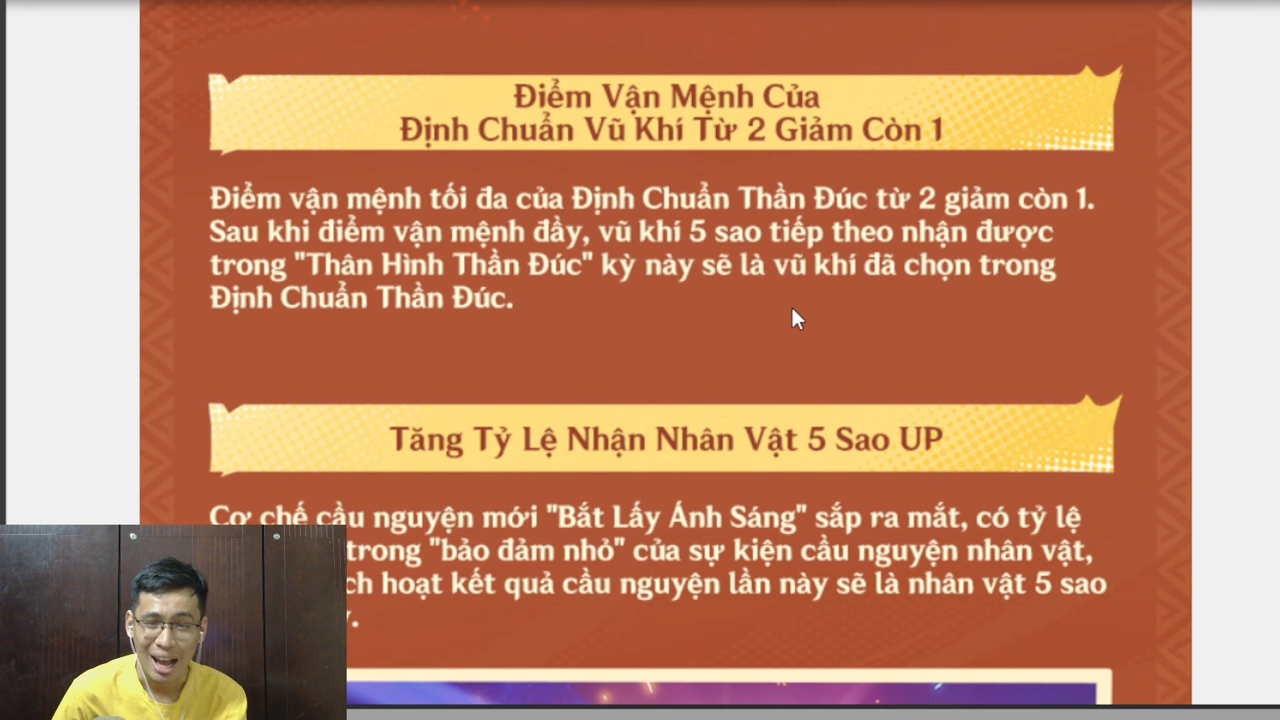 Điểm Vận Mệnh Của
Định Chuẩn Vũ Khí Từ 2 Giảm Còn 1
Điểm vận mệnh tối đa của Định Chuẩn Thần Đúc từ 2 giảm còn 1.
Sau khi điểm vận mệnh đầy, vũ khí 5 sao tiếp theo nhận được
trong "Thân Hình Thần Đúc" kỳ này sẽ là vũ khí đã chọn trong
Định Chuẩn Thần Đúc.
Tăng Tỷ Lệ Nhận Nhân Vật 5 Sao UP
Cơ chế cầu nguyện mới "Bắt Lấy Ánh Sáng" sắp ra mắt, có tỷ lệ
trong "bảo đảm nhỏ" của sự kiện cầu nguyện nhân vật,
hoạt kết quả cầu nguyện lần này sẽ là nhân vật 5 sao